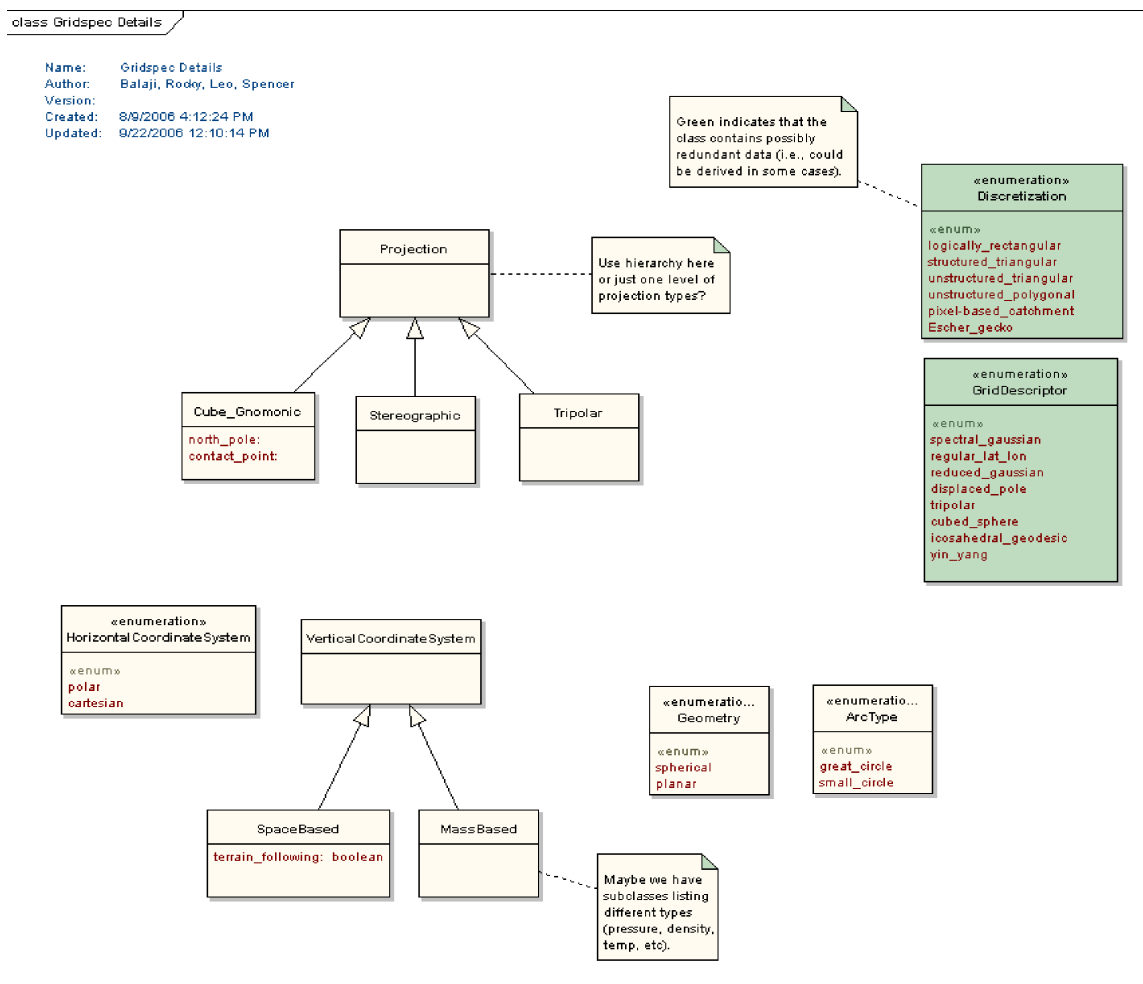 class Gridspec Details
Name: Gridspec Details
Author: Balaji, Rocky, Leo, Spencer
Version:
Created: 8/9/2006 4:12:24 PM
Updated: 9/22/2006 12:10:14 PM
Green indicates that the
class contains possibly
redundant data (i.e., could
be derived in some cases).
«enumeration»
Discretization
«enum»
logically_rectangular
structured_triangular
unstructured_triangular
unstructured_polygonal
pixel-based_catchment
Escher_gecko
Projection
Use hierarchy here
or just one level of
projection types?
«enumeration»
GridDescriptor
«enum»
spectral_gaussian
regular_lat_lon
reduced_gaussian
displaced_pole
tripolar
cubed_sphere
icosahedral_geodesic
yin_yang
Cube_Gnomonic
north_pole:
contact_point:
Stereographic
Tripolar
«enumeration»
HorizontalCoordinateSystem
«enum»
polar
cartesian
VerticalCoordinateSystem
«enumeratio...
Geometry
«enum»
spherical
planar
«enumeratio...
ArcType
«enum»
great_circle
small_circle
SpaceBased
terrain_following: boolean
MassBased
Maybe we have
subclasses listing
different types
(pressure, density,
temp, etc).